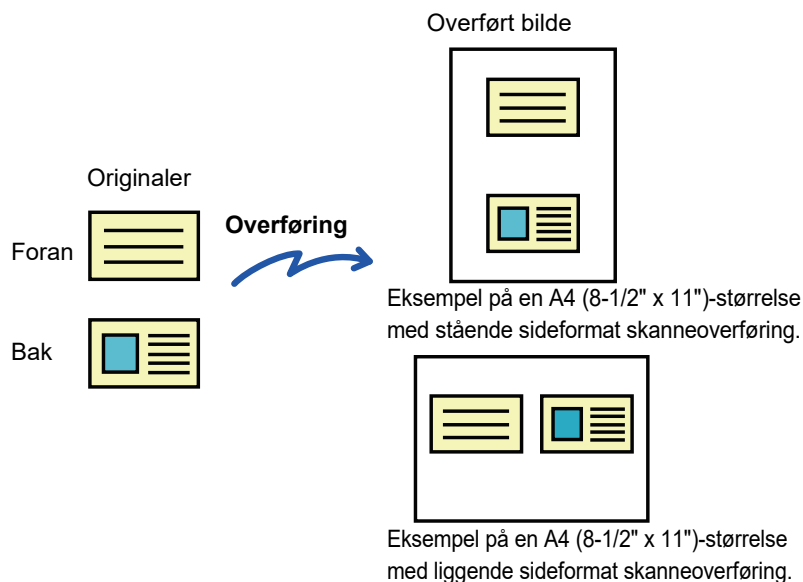 Overført bilde
Originaler
Foran
Overføring
Bak
Eksempel på en A4 (8-1/2" x 11")-størrelse
med stående sideformat skanneoverføring.
Eksempel på en A4 (8-1/2" x 11")-størrelse
med liggende sideformat skanneoverføring.